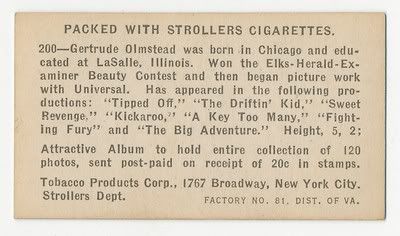 PACKED WITH STROLLERS CIGARETTES.
200—Gertrude Olmstead was born in Chicago and edu-
cated at LaSalle, Illinois. Won the Elks-Herald-Ex-
aminer Beauty Contest and then began picture work
with Universal. Has appeared in the following pro-
ductions: "Tipped Off," "The Driftin' Kid," "Sweet
Revenge," "Kickaroo," "A Key Too Many," "Fight-
ing Fury" and "The Big Adventure." Height, 5, 2;
Attractive Album to hold entire collection of 120
photos, sent post-paid on receipt of 20c in stamps.
Tobacco Products Corp., 1767 Broadway, New York City.
Strollers Dept. FACTORY NO. 81, DIST. OF VA.